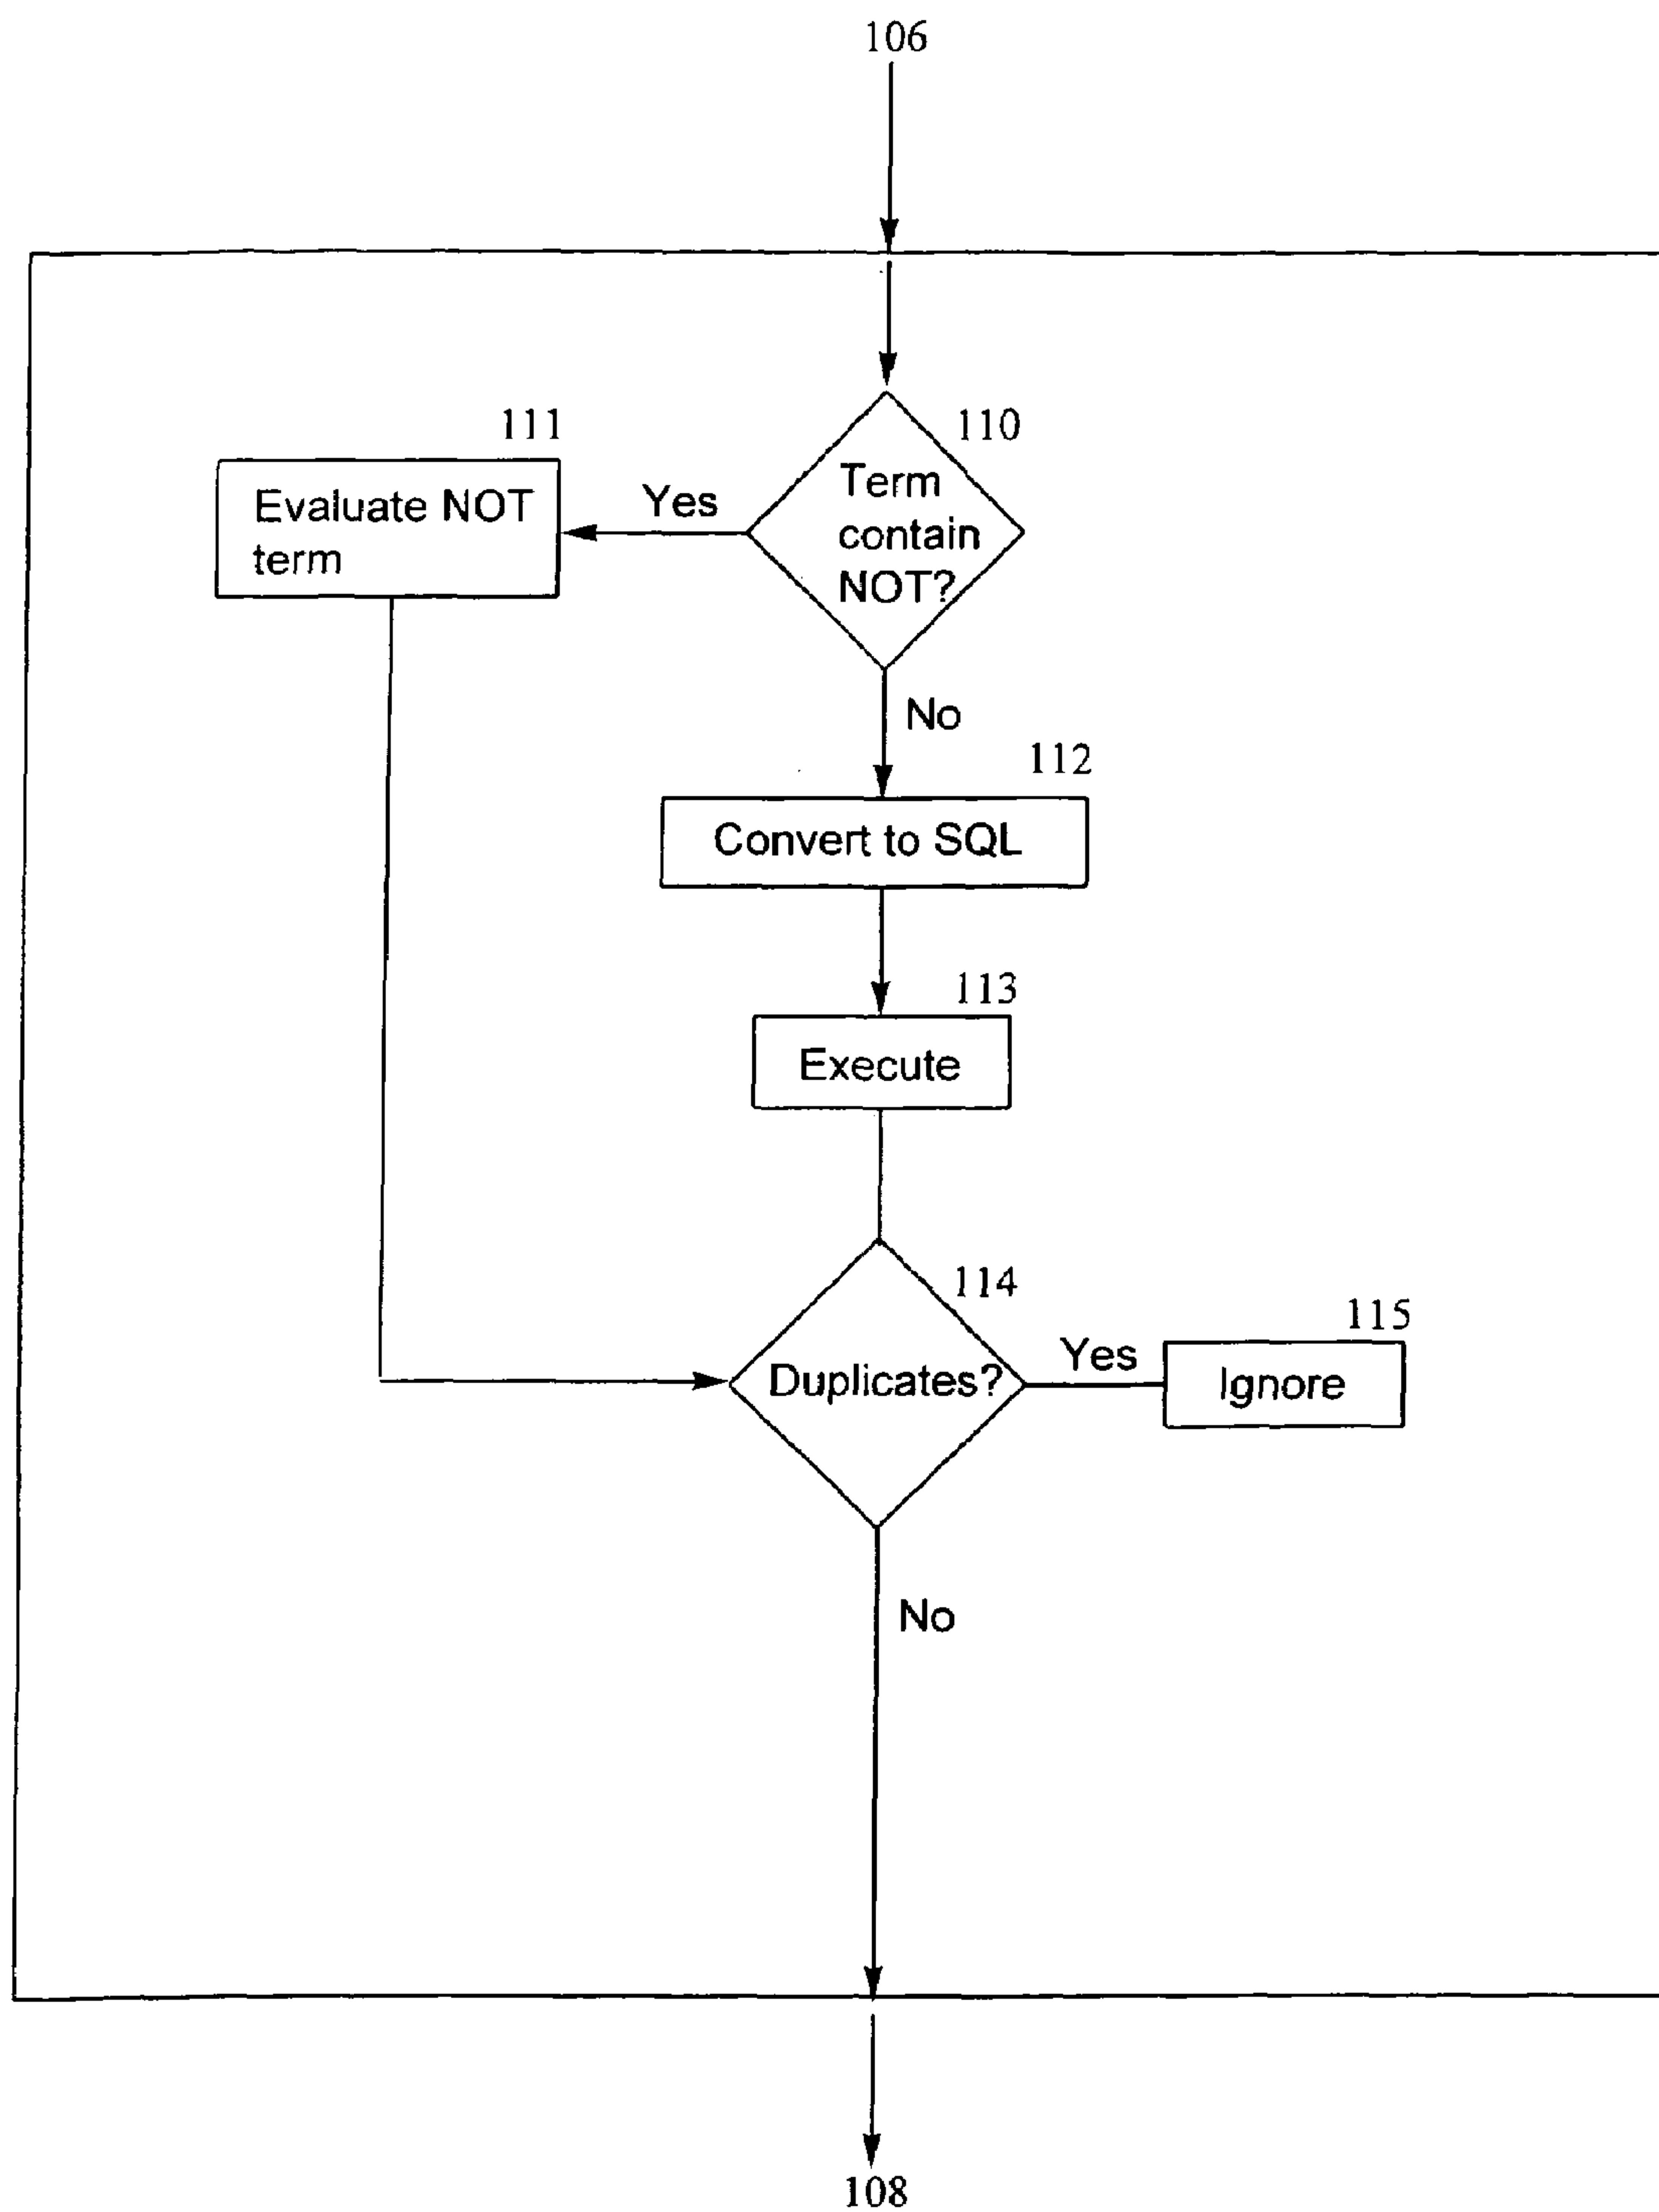 106
111
110
Evaluate NOT
term
Yes
Term
contain
NOT?
No
112
Convert to SQL
113
Execute
114
Duplicates?
Yes
115
Ignore
No
108